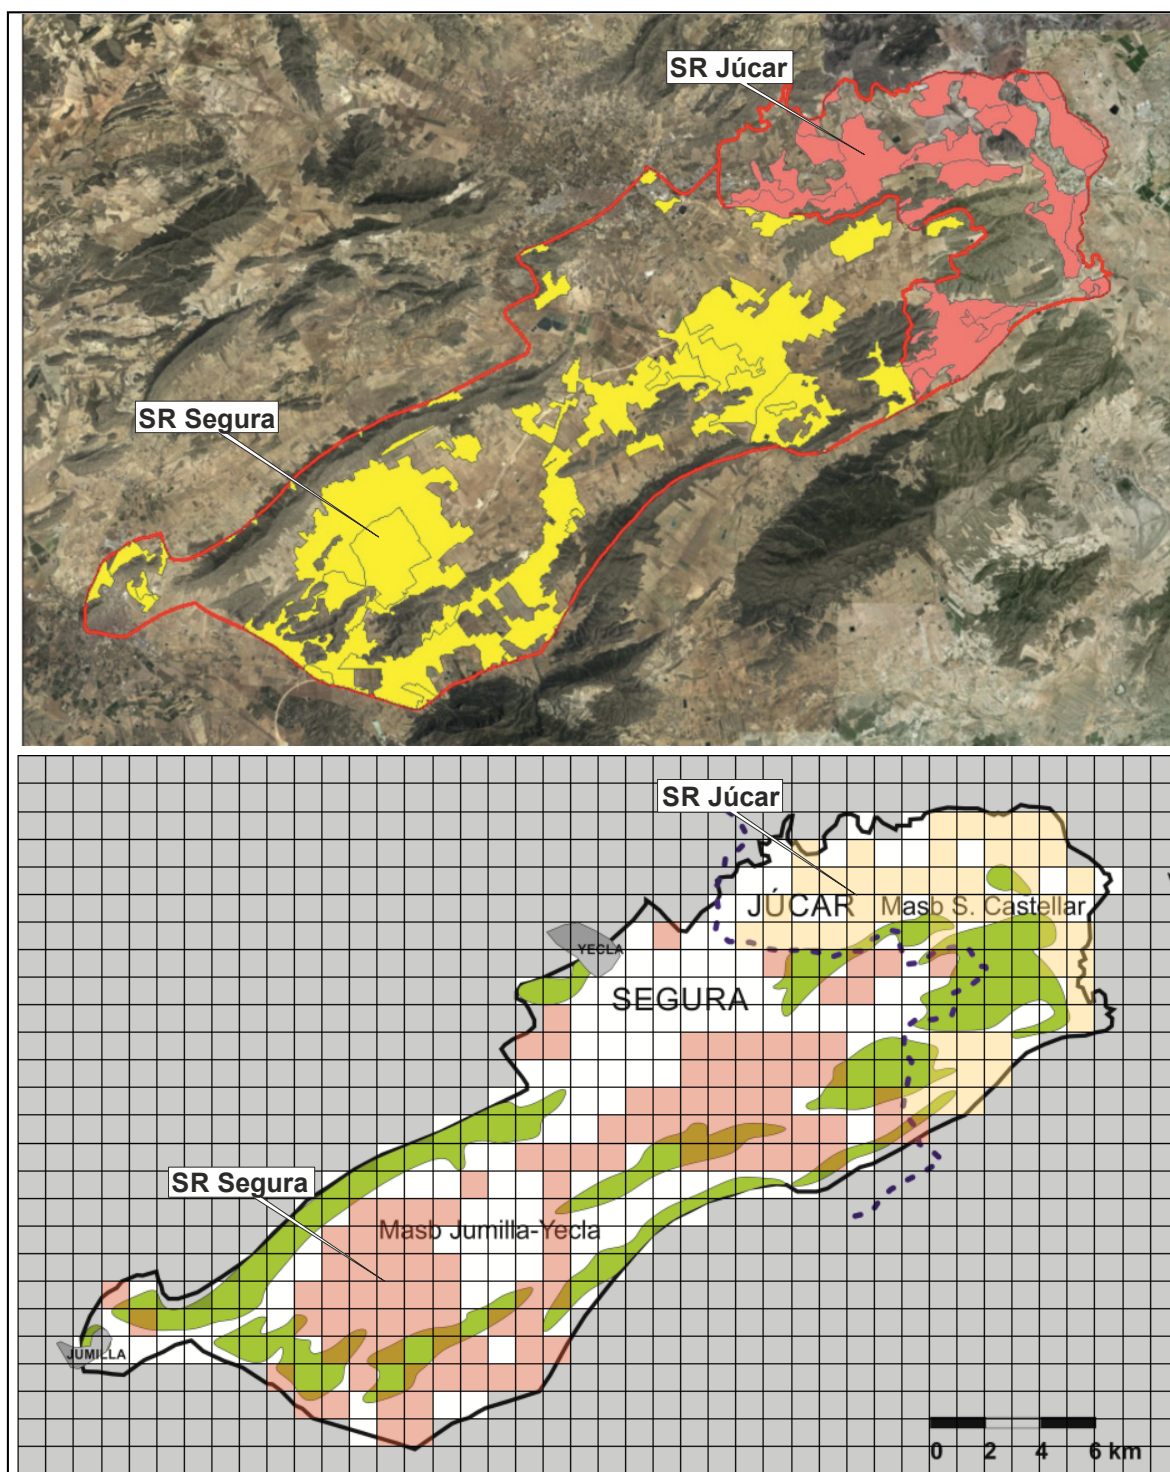 SR Júcar
SR Segura
SR Júcar
JÚCAR
Masb S. Castellar
YECLA
SEGURA
SR Segura
Masb Jumilla-Yecla
JUMILLA
0 2 4 6 km